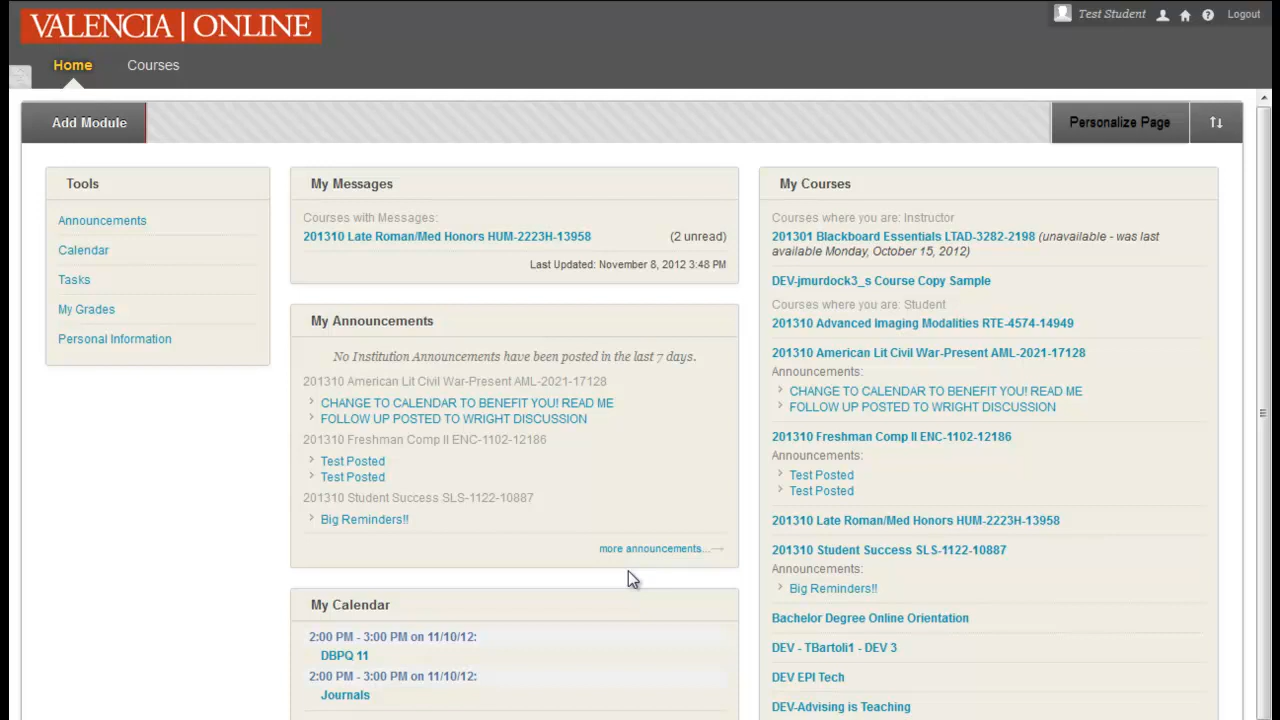 VALENCIA | ONLINE
Test Student
Logout
Home
Courses
Add Module
Personalize Page
Tools
Announcements
Calendar
Tasks
My Grades
Personal Information
My Messages
Courses with Messages:
201310 Late Roman/Med Honors HUM-2223H-13958 (2 unread)
Last Updated: November 8, 2012 3:48 PM
My Announcements
No Institution Announcements have been posted in the last 7 days.
201310 American Lit Civil War-Present AML-2021-17128
CHANGE TO CALENDAR TO BENEFIT YOU! READ ME
FOLLOW UP POSTED TO WRIGHT DISCUSSION
201310 Freshman Comp II ENC-1102-12186
Test Posted
Test Posted
201310 Student Success SLS-1122-10887
Big Reminders!!
more announcements...
My Calendar
2:00 PM - 3:00 PM on 11/10/12:
DBPQ 11
2:00 PM - 3:00 PM on 11/10/12:
Journals
My Courses
Courses where you are: Instructor
201301 Blackboard Essentials LTAD-3282-2198 (unavailable - was last
available Monday, October 15, 2012)
DEV-jmurdock3_s Course Copy Sample
Courses where you are: Student
201310 Advanced Imaging Modalities RTE-4574-14949
201310 American Lit Civil War-Present AML-2021-17128
Announcements:
CHANGE TO CALENDAR TO BENEFIT YOU! READ ME
FOLLOW UP POSTED TO WRIGHT DISCUSSION
201310 Freshman Comp II ENC-1102-12186
Announcements:
Test Posted
Test Posted
201310 Late Roman/Med Honors HUM-2223H-13958
201310 Student Success SLS-1122-10887
Announcements:
Big Reminders!!
Bachelor Degree Online Orientation
DEV - TBartoli1 - DEV 3
DEV EPI Tech
DEV-Advising is Teaching